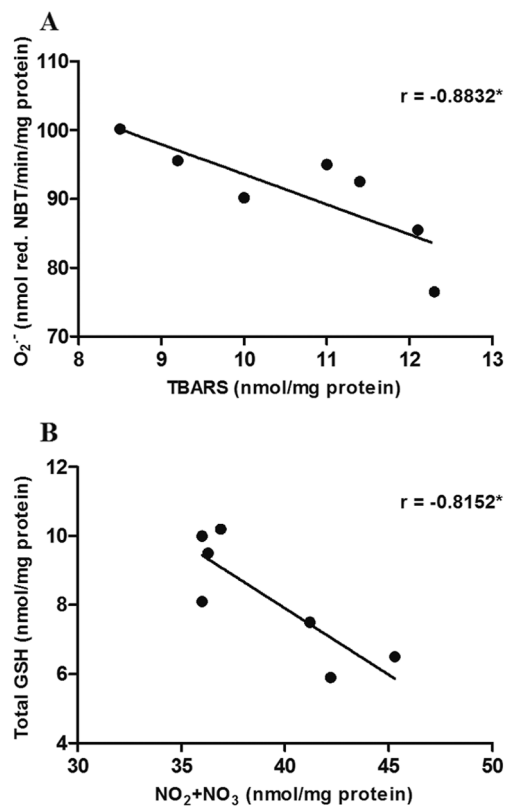 A
O₂·⁻ (nmol red. NBT/min/mg protein)
110
100
90
80
70
r = -0.8832*
8 9 10 11 12 13
TBARS (nmol/mg protein)
B
Total GSH (nmol/mg protein)
12
10
8
6
4
r = -0.8152*
30 35 40 45 50
NO₂+NO₃ (nmol/mg protein)